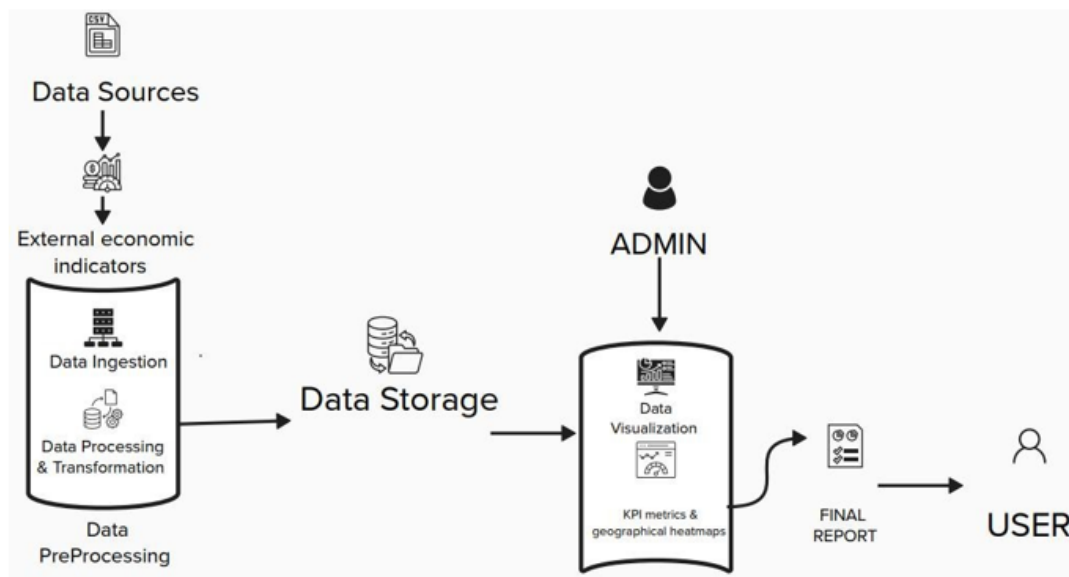 CSV
Data Sources
External economic
indicators
Data Ingestion
Data Processing
& Transformation
Data
PreProcessing
Data Storage
ADMIN
Data
Visualization
KPI metrics &
geographical heatmaps
FINAL
REPORT
USER